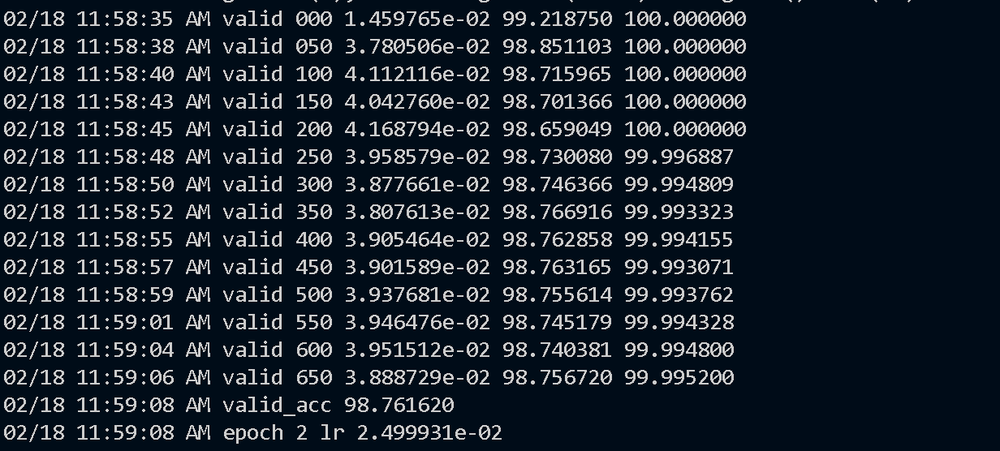 02/18 11:58:35 AM valid 000 1.459765e-02 99.218750 100.000000
02/18 11:58:38 AM valid 050 3.780506e-02 98.851103 100.000000
02/18 11:58:40 AM valid 100 4.112116e-02 98.715965 100.000000
02/18 11:58:43 AM valid 150 4.042760e-02 98.701366 100.000000
02/18 11:58:45 AM valid 200 4.168794e-02 98.659049 100.000000
02/18 11:58:48 AM valid 250 3.958579e-02 98.730080 99.996887
02/18 11:58:50 AM valid 300 3.877661e-02 98.746366 99.994809
02/18 11:58:52 AM valid 350 3.807613e-02 98.766916 99.993323
02/18 11:58:55 AM valid 400 3.905464e-02 98.762858 99.994155
02/18 11:58:57 AM valid 450 3.901589e-02 98.763165 99.993071
02/18 11:58:59 AM valid 500 3.937681e-02 98.755614 99.993762
02/18 11:59:01 AM valid 550 3.946476e-02 98.745179 99.994328
02/18 11:59:04 AM valid 600 3.951512e-02 98.740381 99.994800
02/18 11:59:06 AM valid 650 3.888729e-02 98.756720 99.995200
02/18 11:59:08 AM valid_acc 98.761620
02/18 11:59:08 AM epoch 2 lr 2.499931e-02